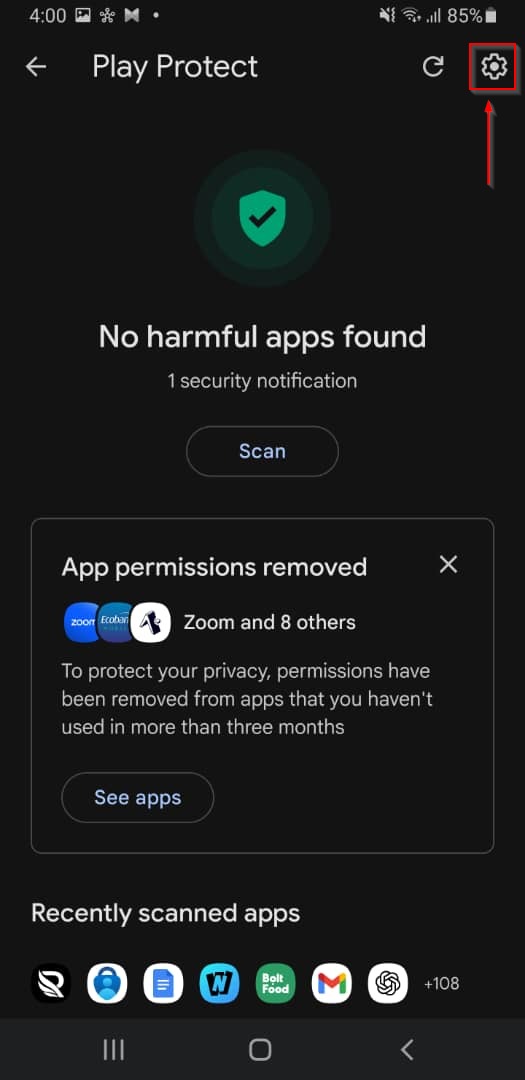 4:00
85%
Play Protect
No harmful apps found
1 security notification
Scan
App permissions removed
zoom
Ecoban
Zoom and 8 others
To protect your privacy, permissions have
been removed from apps that you haven't
used in more than three months
See apps
Recently scanned apps
Bolt
Food
+108